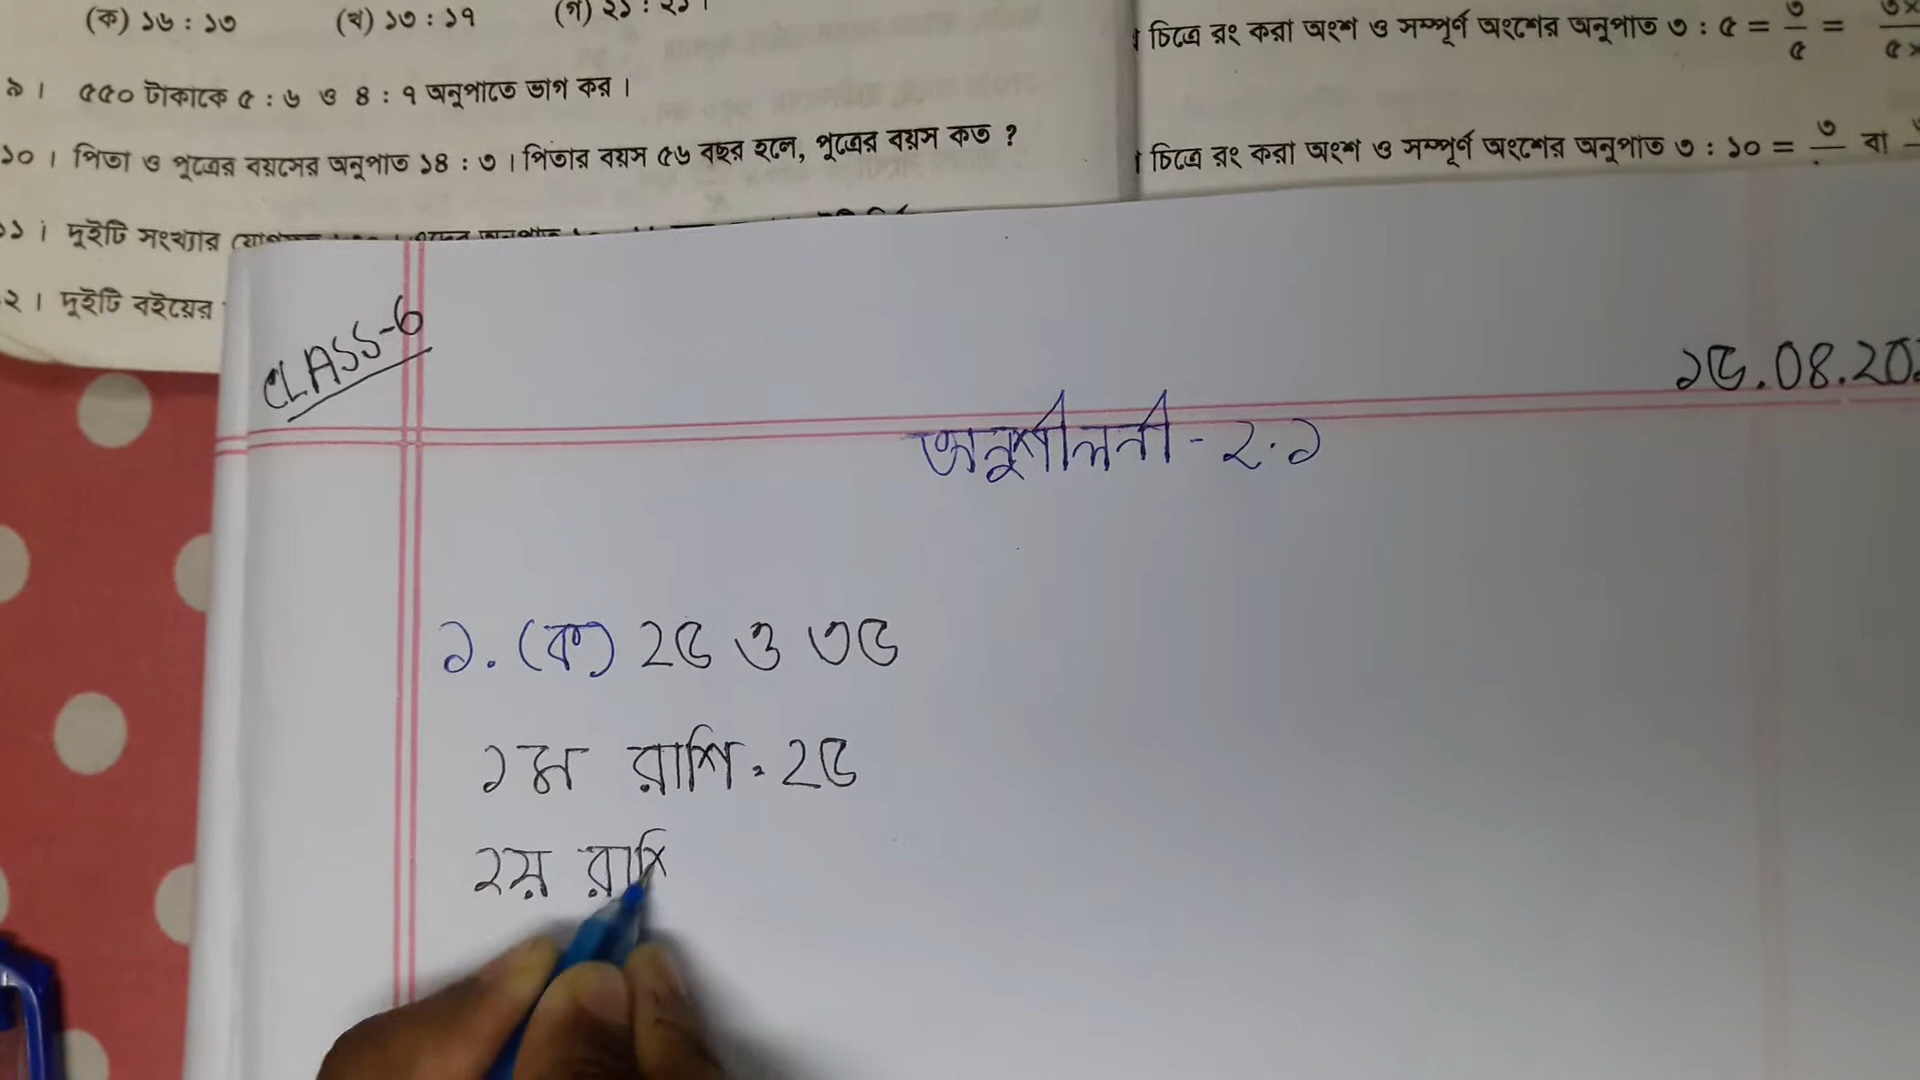 (ক) ১৬ : ১৩ (খ) ১৩ : ১৭ (গ) ২১ : ২১ ।
৯ । ৫৫০ টাকাকে ৫ : ৬ ও ৪ : ৭ অনুপাতে ভাগ কর ।
১০ । পিতা ও পুত্রের বয়সের অনুপাত ১৪ : ৩ । পিতার বয়স ৫৬ বছর হলে, পুত্রের বয়স কত ?
১১ । দুইটি সংখ্যার
২ । দুইটি বইয়ের
। চিত্রে রং করা অংশ ও সম্পূর্ণ অংশের অনুপাত ৩ : ৫ = ৩/৫ =
। চিত্রে রং করা অংশ ও সম্পূর্ণ অংশের অনুপাত ৩ : ১০ = ৩ বা
CLASS-6
১৫.08.20
অনুশীলনী - ২.১
১. (ক) ২৫ ও ৩৫
১ম রাশি = ২৫
২য় রাশি